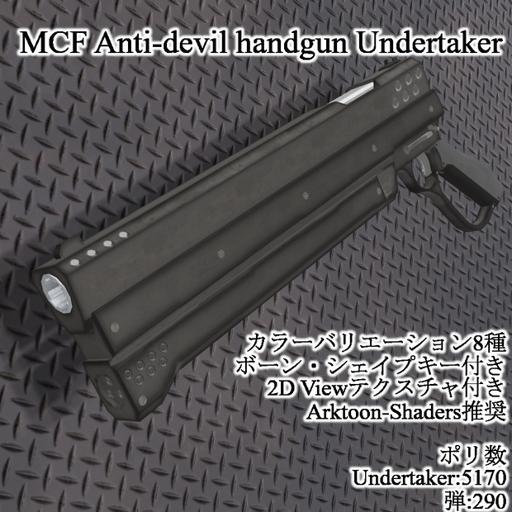 MCF Anti-devil handgun Undertaker
カラーバリエーション8種
ボーン・シェイプキー付き
2D Viewテクスチャ付き
Arktoon-Shaders推奨
ポリ数
Undertaker:5170
弾:290